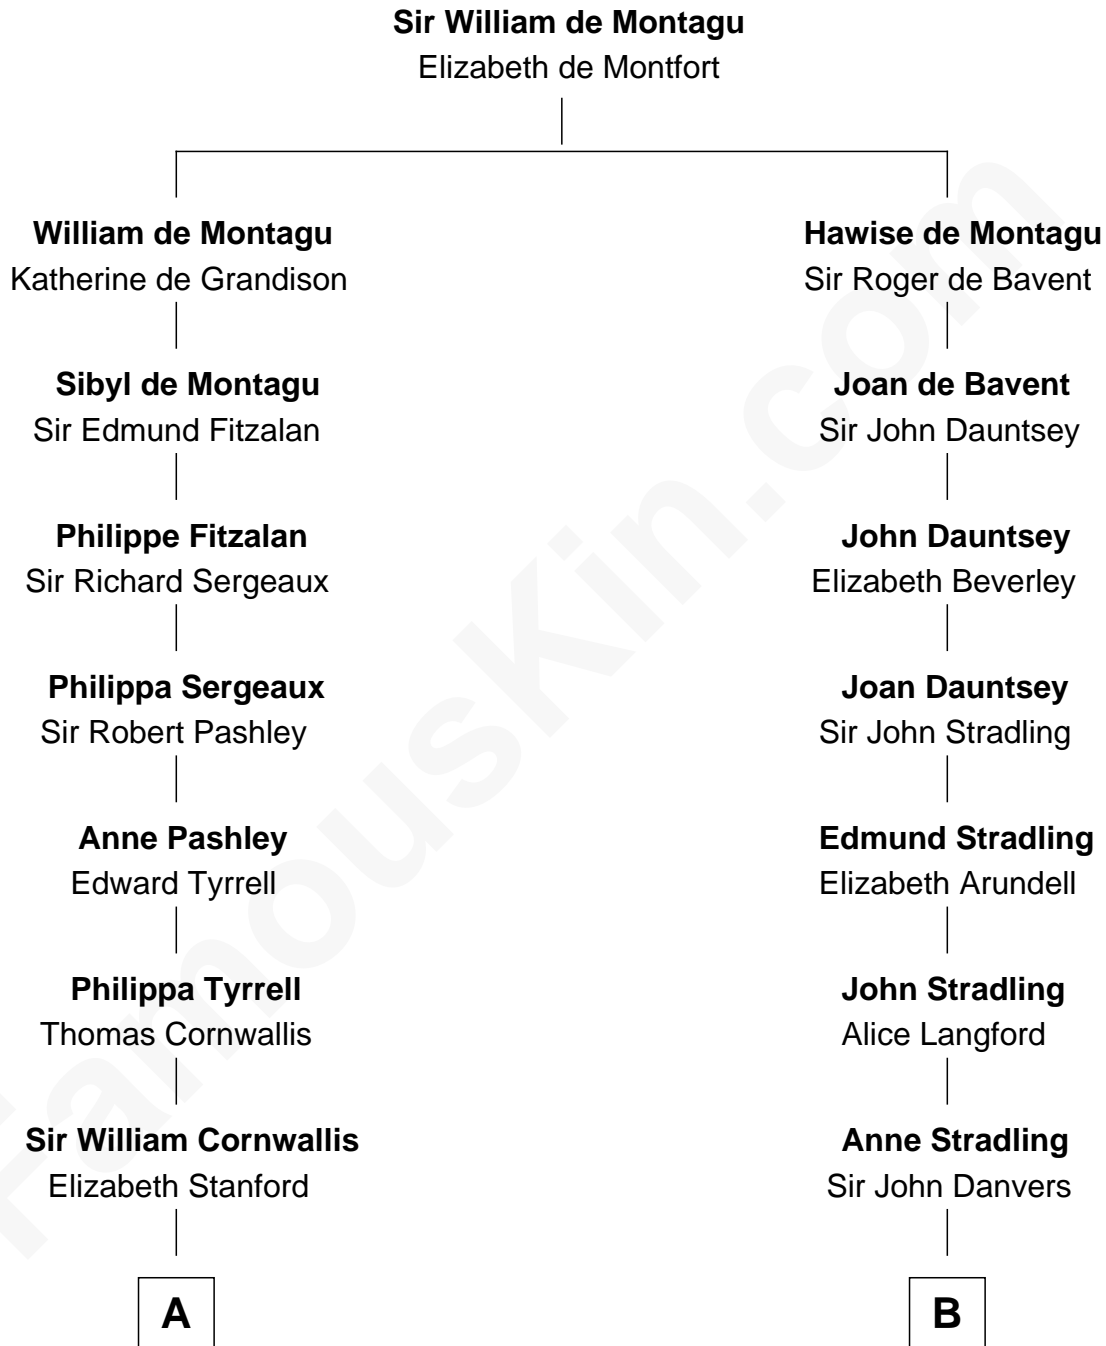 Sir William de Montagu
Elizabeth de Montfort
William de Montagu
Katherine de Grandison
Hawise de Montagu
Sir Roger de Bavent
Sibyl de Montagu
Sir Edmund Fitzalan
Joan de Bavent
Sir John Dauntsey
Philippe Fitzalan
Sir Richard Sergeaux
John Dauntsey
Elizabeth Beverley
Philippa Sergeaux
Sir Robert Pashley
Joan Dauntsey
Sir John Stradling
Anne Pashley
Edward Tyrrell
Edmund Stradling
Elizabeth Arundell
Philippa Tyrrell
Thomas Cornwallis
John Stradling
Alice Langford
Sir William Cornwallis
Elizabeth Stanford
Anne Stradling
Sir John Danvers
A
B
FamousKin.com